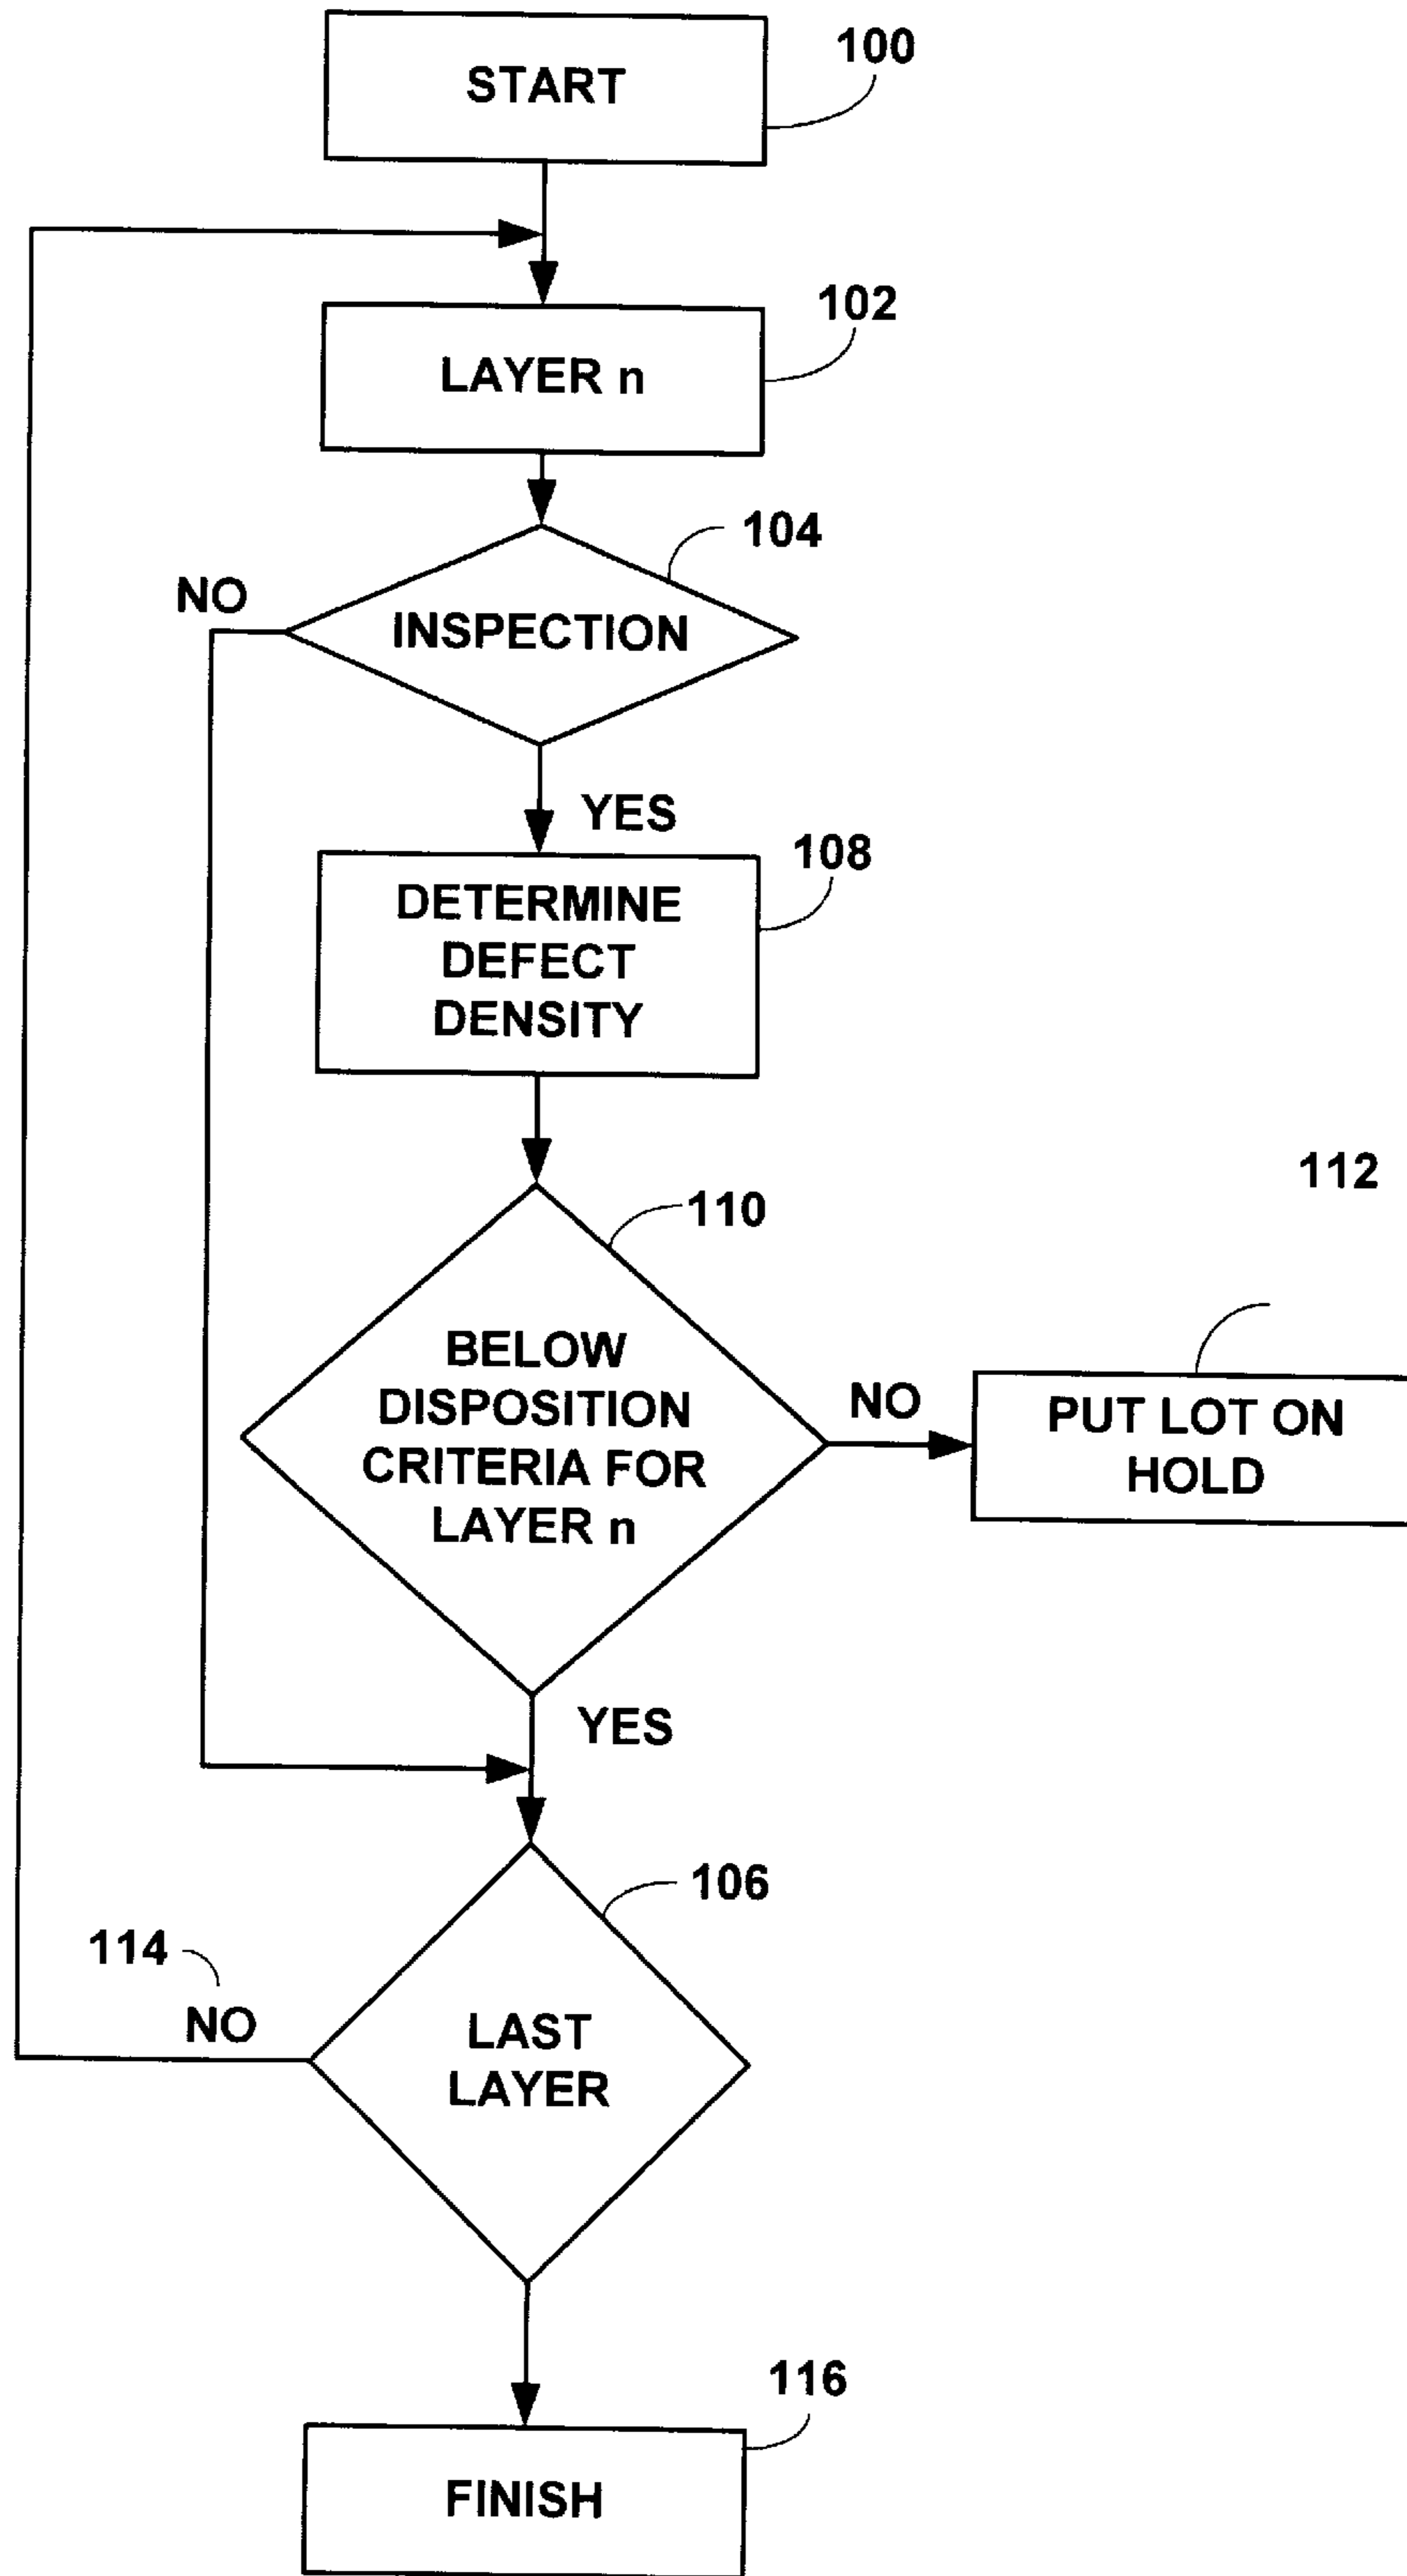 START
100
LAYER n
102
104
NO
INSPECTION
YES
108
DETERMINE
DEFECT
DENSITY
112
110
BELOW
DISPOSITION
CRITERIA FOR
LAYER n
NO
PUT LOT ON
HOLD
YES
106
114
NO
LAST
LAYER
116
FINISH